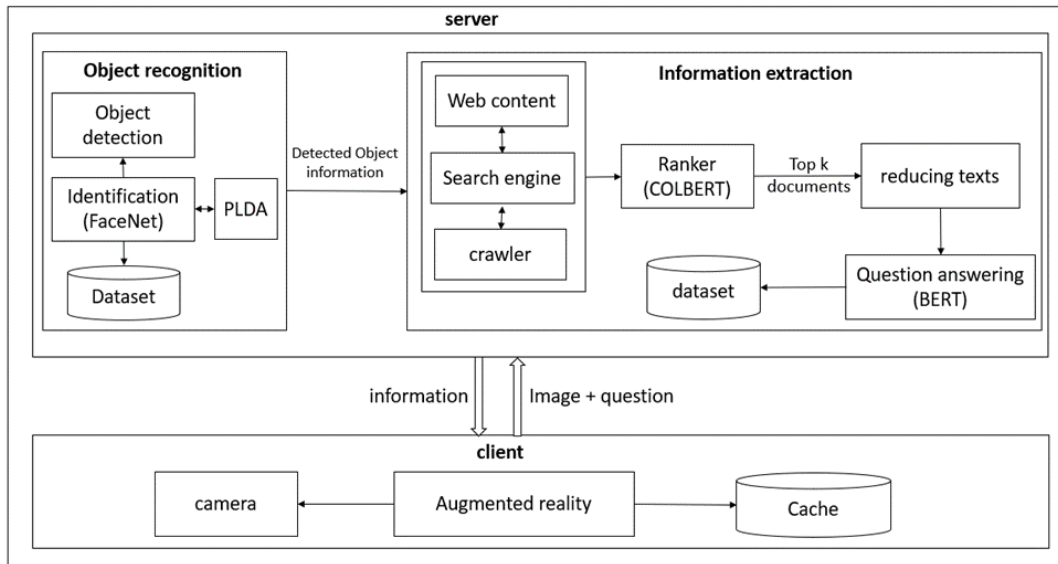 server
Object recognition
Object
detection
Identification
(FaceNet)
PLDA
Dataset
Detected Object
information
Information extraction
Web content
Search engine
crawler
Ranker
(COLBERT)
Top k
documents
reducing texts
Question answering
(BERT)
dataset
information
Image + question
client
camera
Augmented reality
Cache